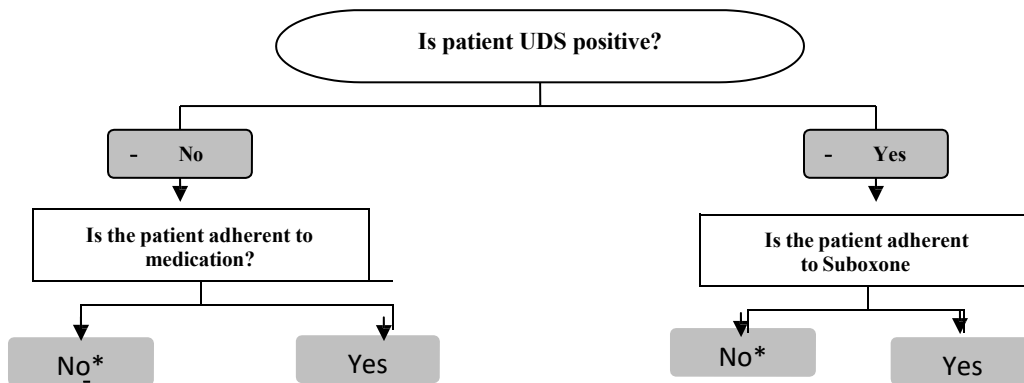 Is patient UDS positive?
- No
- Yes
Is the patient adherent to
medication?
Is the patient adherent
to Suboxone
No*
-
Yes
No*
Yes